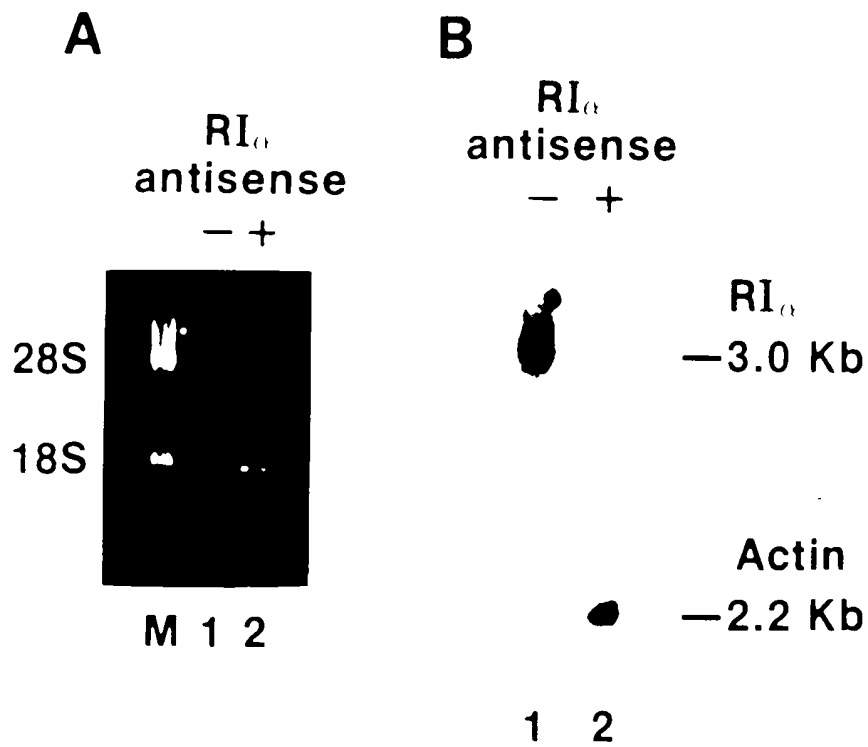 A
RIα
antisense
− +
28S
18S
M 1 2
B
RIα
antisense
− +
RIα
—3.0 Kb
Actin
—2.2 Kb
1 2